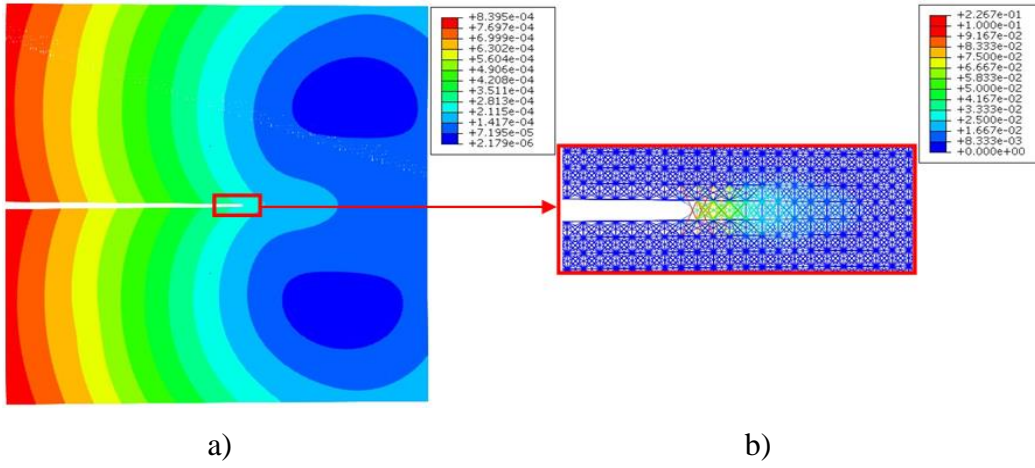 +8.395e-04
+7.697e-04
+6.999e-04
+6.302e-04
+5.604e-04
+4.906e-04
+4.208e-04
+3.511e-04
+2.813e-04
+2.115e-04
+1.417e-04
+7.195e-05
+2.179e-06
+2.267e-01
+1.000e-01
+9.167e-02
+8.333e-02
+7.500e-02
+6.667e-02
+5.833e-02
+5.000e-02
+4.167e-02
+3.333e-02
+2.500e-02
+1.667e-02
+8.333e-03
+0.000e+00
a)
b)